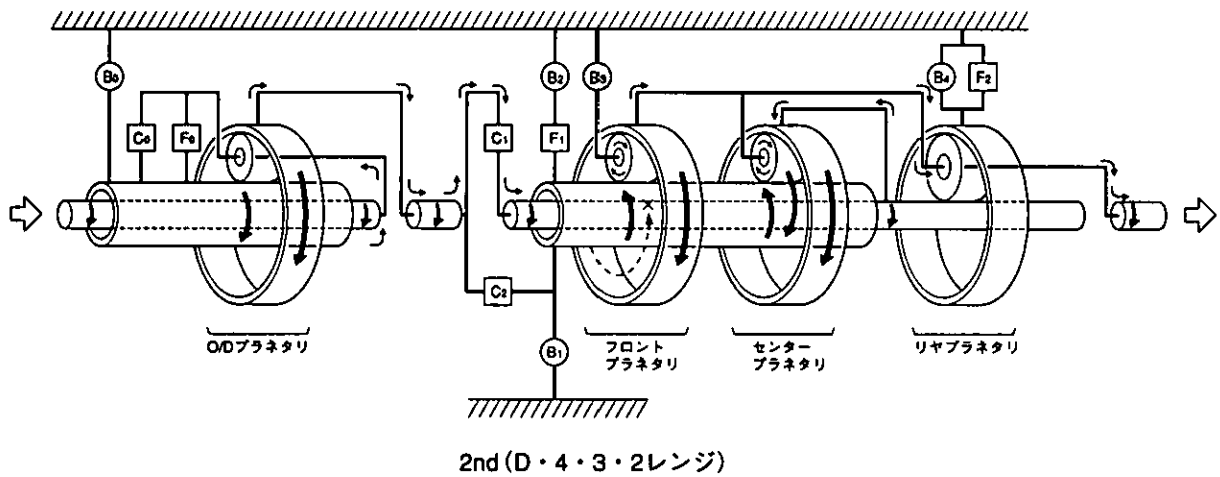 B0
B2
B3
B4
F2
C0
F0
C1
F1
C2
B1
O/Dプラネタリ
フロント
プラネタリ
センター
プラネタリ
リヤプラネタリ
2nd(D・4・3・2レンジ)